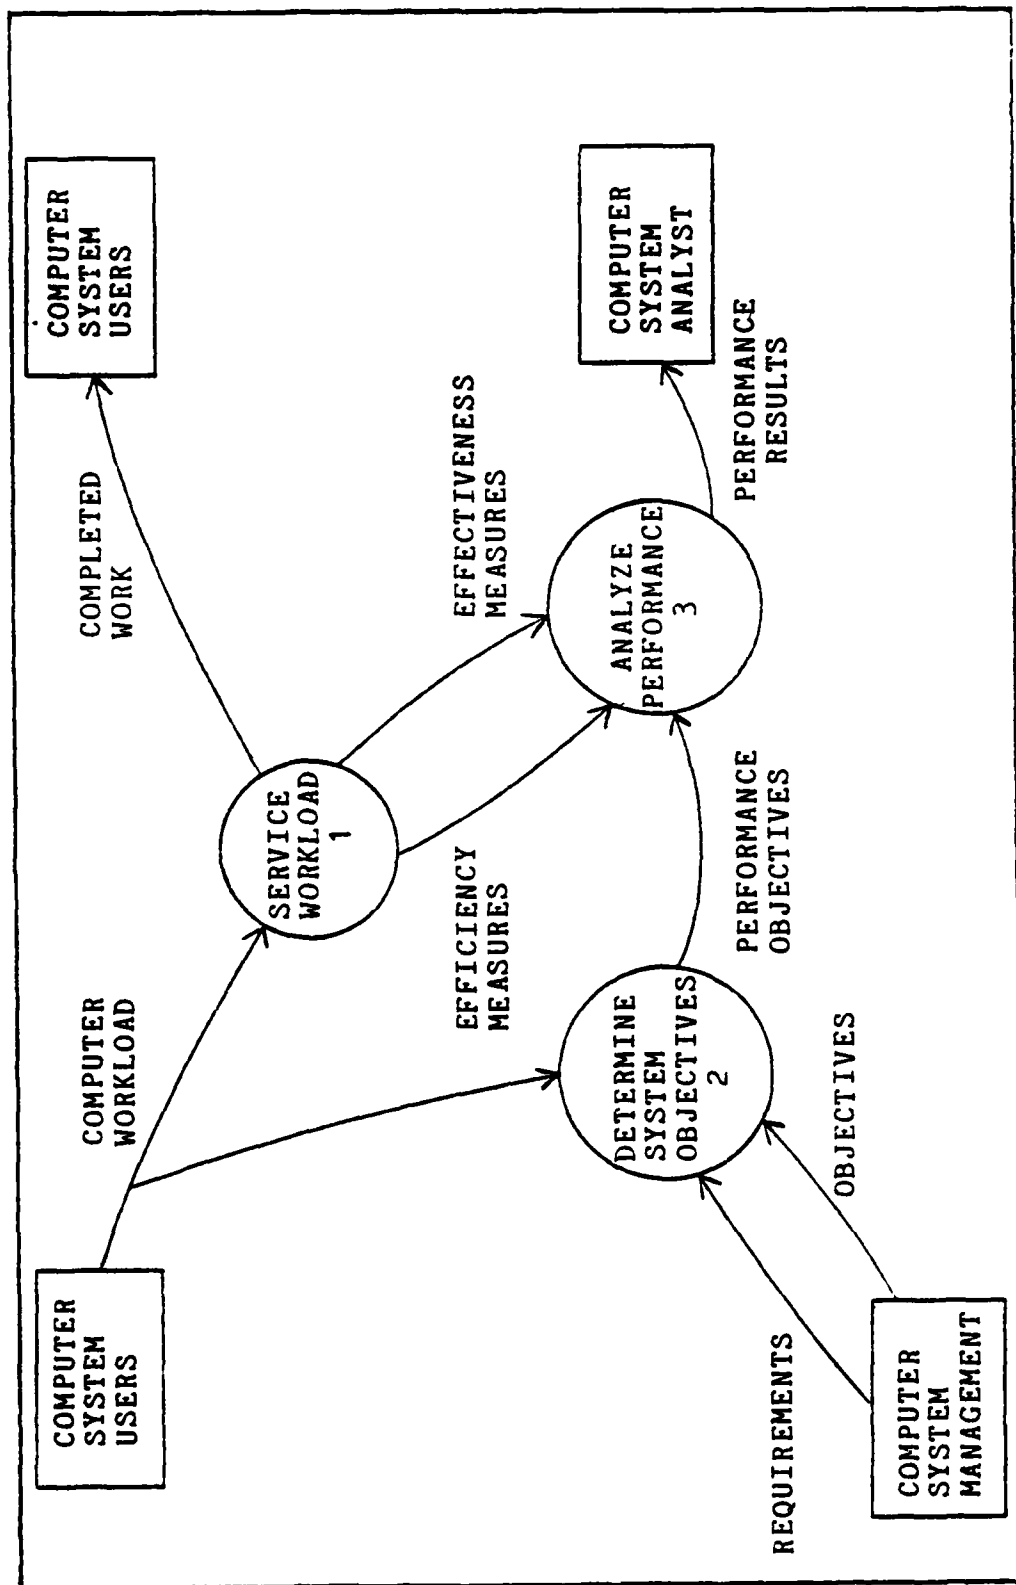 COMPUTER
SYSTEM
USERS
COMPUTER
WORKLOAD
SERVICE
WORKLOAD
1
COMPLETED
WORK
COMPUTER
SYSTEM
USERS
EFFICIENCY
MEASURES
EFFECTIVENESS
MEASURES
DETERMINE
SYSTEM
OBJECTIVES
2
ANALYZE
PERFORMANCE
3
COMPUTER
SYSTEM
ANALYST
PERFORMANCE
OBJECTIVES
PERFORMANCE
RESULTS
REQUIREMENTS
OBJECTIVES
COMPUTER
SYSTEM
MANAGEMENT